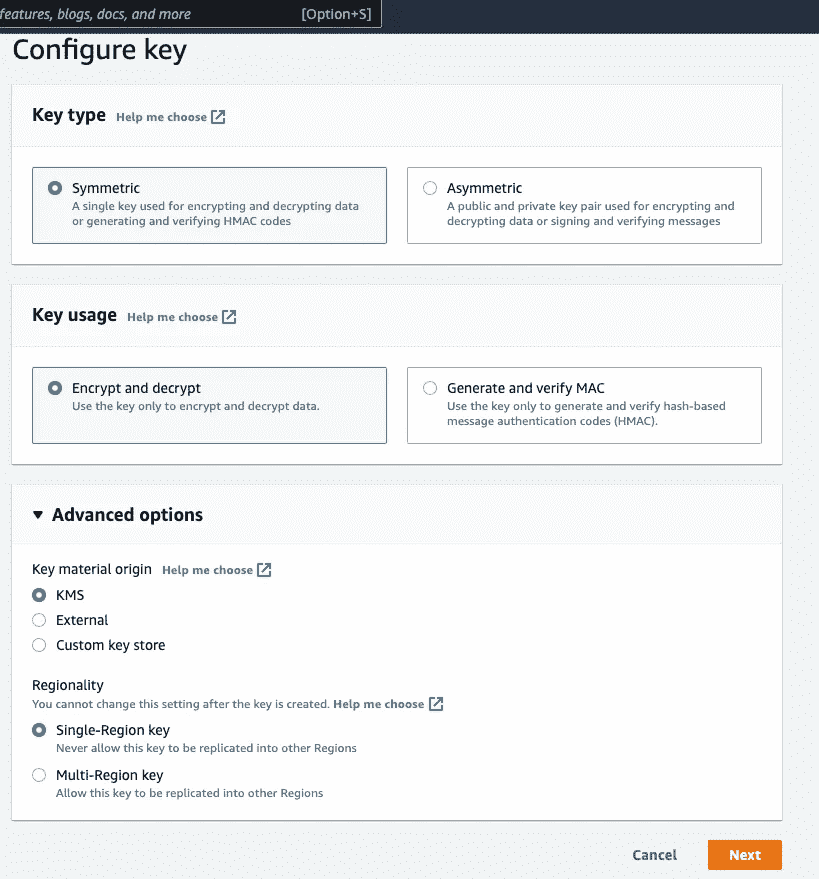 features, blogs, docs, and more [Option+S]
Configure key
Key type Help me choose
Symmetric
A single key used for encrypting and decrypting data
or generating and verifying HMAC codes
Asymmetric
A public and private key pair used for encrypting and
decrypting data or signing and verifying messages
Key usage Help me choose
Encrypt and decrypt
Use the key only to encrypt and decrypt data.
Generate and verify MAC
Use the key only to generate and verify hash-based
message authentication codes (HMAC).
Advanced options
Key material origin Help me choose
KMS
External
Custom key store
Regionality
You cannot change this setting after the key is created. Help me choose
Single-Region key
Never allow this key to be replicated into other Regions
Multi-Region key
Allow this key to be replicated into other Regions
Cancel Next